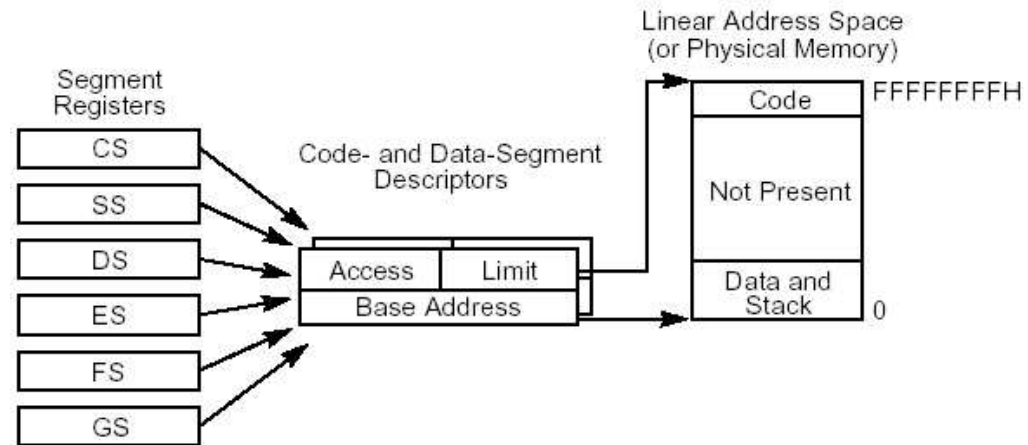 Linear Address Space
(or Physical Memory)
Segment
Registers
FFFFFFFFH
Code
CS
Code- and Data-Segment
Descriptors
SS
Not Present
DS
Access
Limit
Data and
Stack
Base Address
0
ES
FS
GS